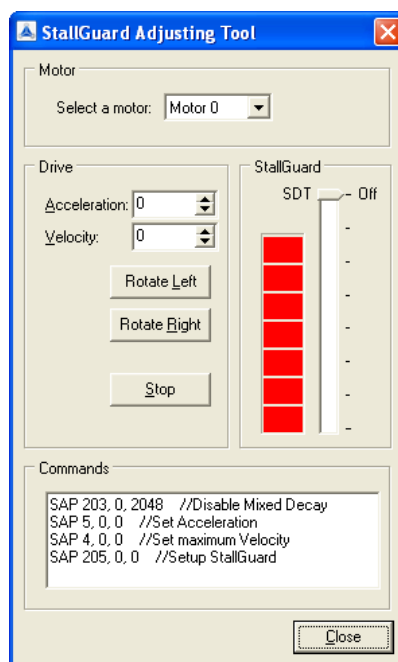 StallGuard Adjusting Tool
Motor
Select a motor: Motor 0
Drive
Acceleration: 0
Velocity: 0
Rotate Left
Rotate Right
Stop
StallGuard
SDT - Off
Commands
SAP 203, 0, 2048 //Disable Mixed Decay
SAP 5, 0, 0 //Set Acceleration
SAP 4, 0, 0 //Set maximum Velocity
SAP 205, 0, 0 //Setup StallGuard
Close